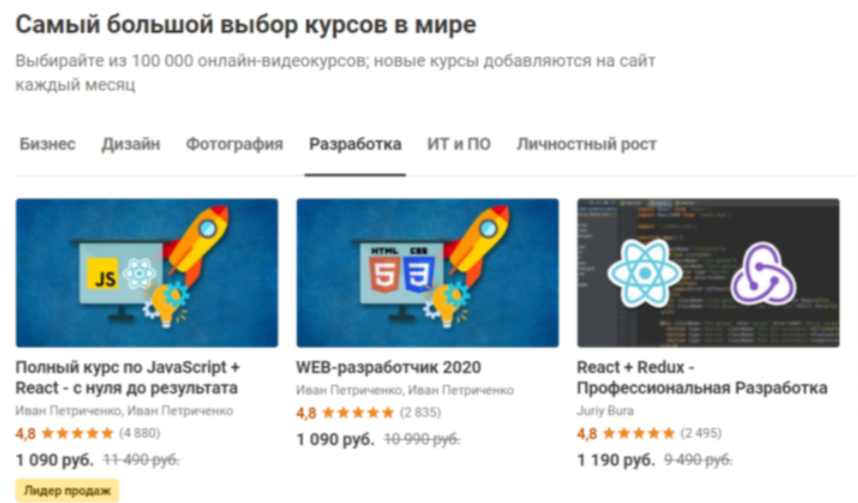 Самый большой выбор курсов в мире
Выбирайте из 100 000 онлайн-видеокурсов; новые курсы добавляются на сайт
каждый месяц
Бизнес Дизайн Фотография Разработка ИТ и ПО Личностный рост
JS
HTML CSS
5 3
Полный курс по JavaScript +
React - с нуля до результата
Иван Петриченко, Иван Петриченко
4,8 (4 880)
1 090 руб. 11 490 руб.
Лидер продаж
WEB-разработчик 2020
Иван Петриченко, Иван Петриченко
4,8 (2 835)
1 090 руб. 10 990 руб.
React + Redux -
Профессиональная Разработка
Juriy Bura
4,8 (2 495)
1 190 руб. 9 490 руб.